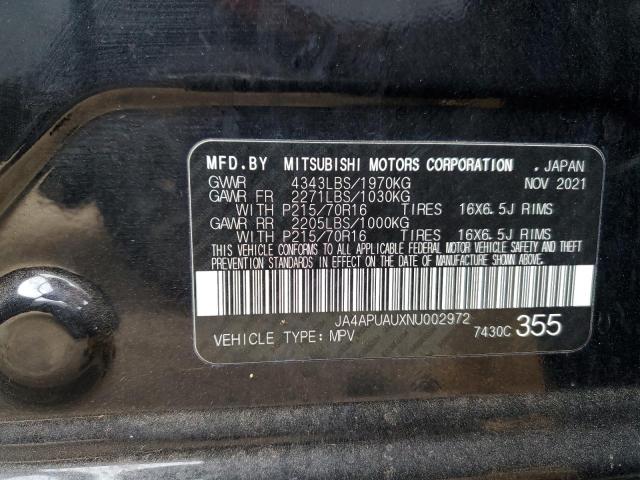 MFD.BY MITSUBISHI MOTORS CORPORATION . JAPAN
GVWR 4343LBS/1970KG NOV 2021
GAWR FR 2271LBS/1030KG
WITH P215/70R16 TIRES 16X6.5J RIMS
GAWR RR 2205LBS/1000KG
WITH P215/70R16 TIRES 16X6.5J RIMS
THIS VEHICLE CONFORMS TO ALL APPLICABLE FEDERAL MOTOR VEHICLE SAFETY AND THEFT
PREVENTION STANDARDS IN EFFECT ON THE DATE OF MANUFACTURE SHOWN ABOVE.
JA4APUAUXNU002972
VEHICLE TYPE: MPV 7430C 355